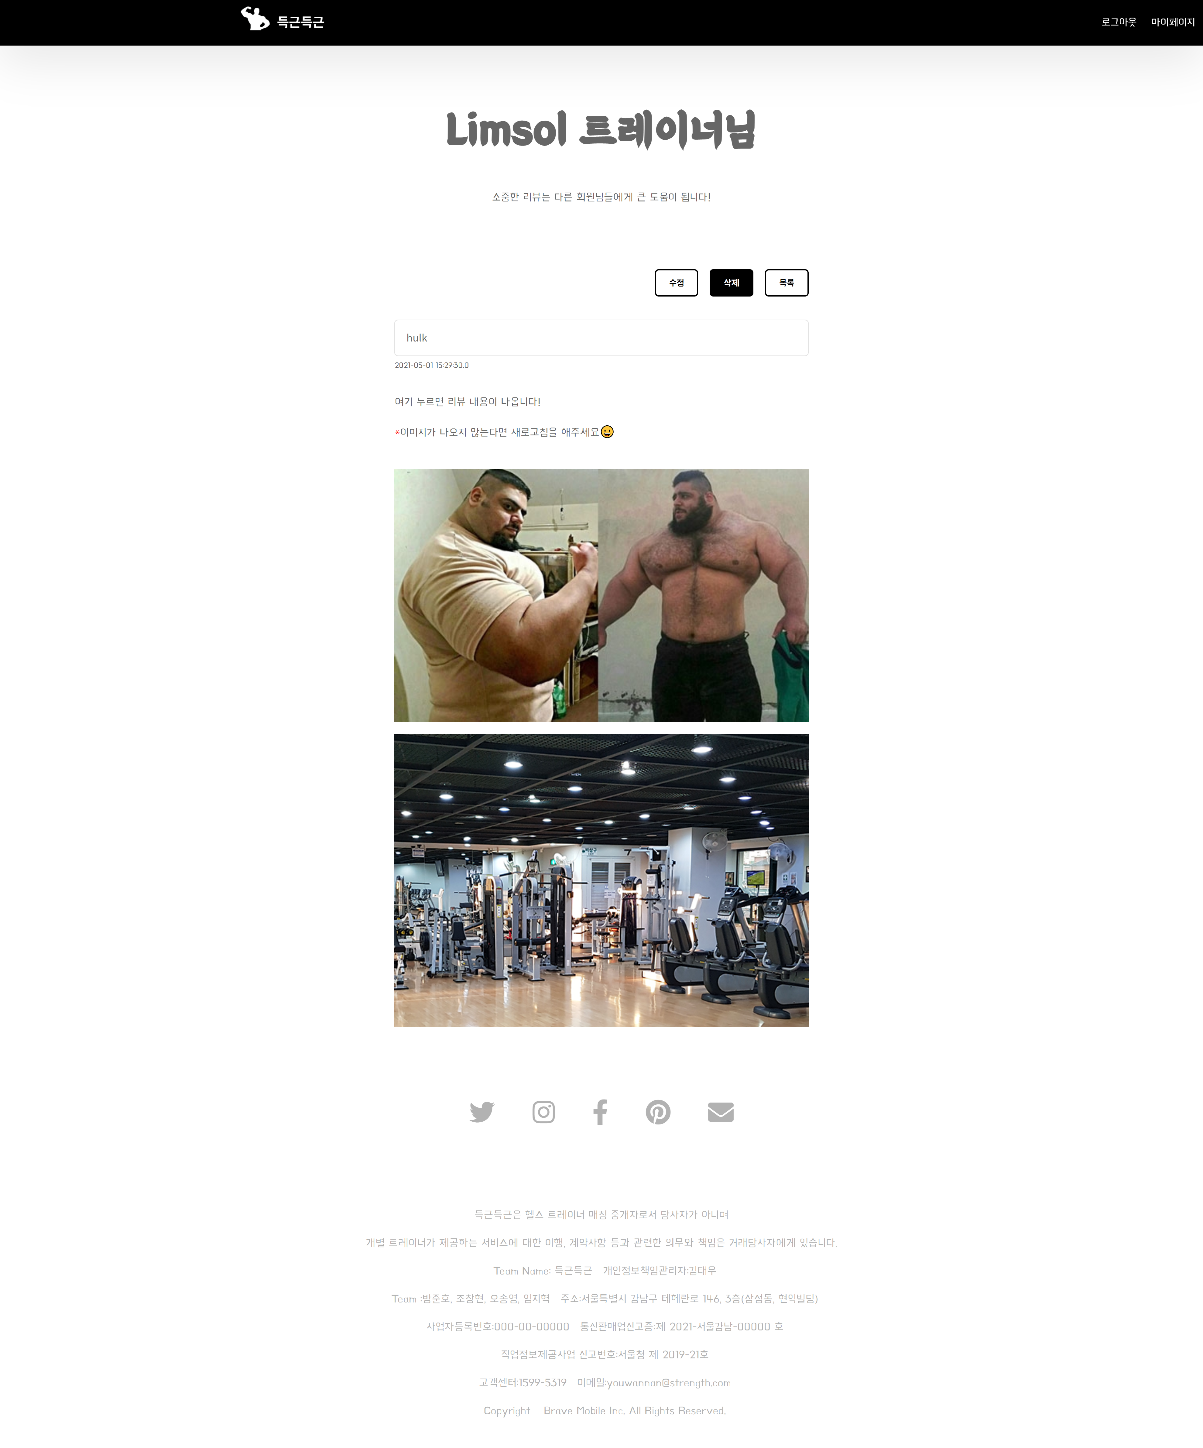 득근득근
로그아웃 마이페이지
Limsol 트레이너님
소중한 리뷰는 다른 회원님들에게 큰 도움이 됩니다!
수정 삭제 목록
hulk
2021-05-01 15:29:33.0
여기 누르면 리뷰 내용이 나옵니다!
*이미지가 나오지 않는다면 새로고침을 해주세요😀
득근득근은 헬스 트레이너 매칭 중개자로서 당사자가 아니며
개별 트레이너가 제공하는 서비스에 대한 이행, 계약사항 등과 관련한 의무와 책임은 거래당사자에게 있습니다.
Team Name: 득근득근 개인정보책임관리자:김대우
Team : 조장현, 오송영, 임지혁 주소:서울특별시 강남구 테헤란로 146, 3층(삼성동, 현익빌딩)
사업자등록번호:000-00-00000 통신판매업신고증:제 2021-서울강남-00000 호
직업정보제공사업 신고번호:서울청 제 2019-21호
고객센터:1599-5319 이메일:youwannan@strength.com
Copyright Brave Mobile Inc. All Rights Reserved.